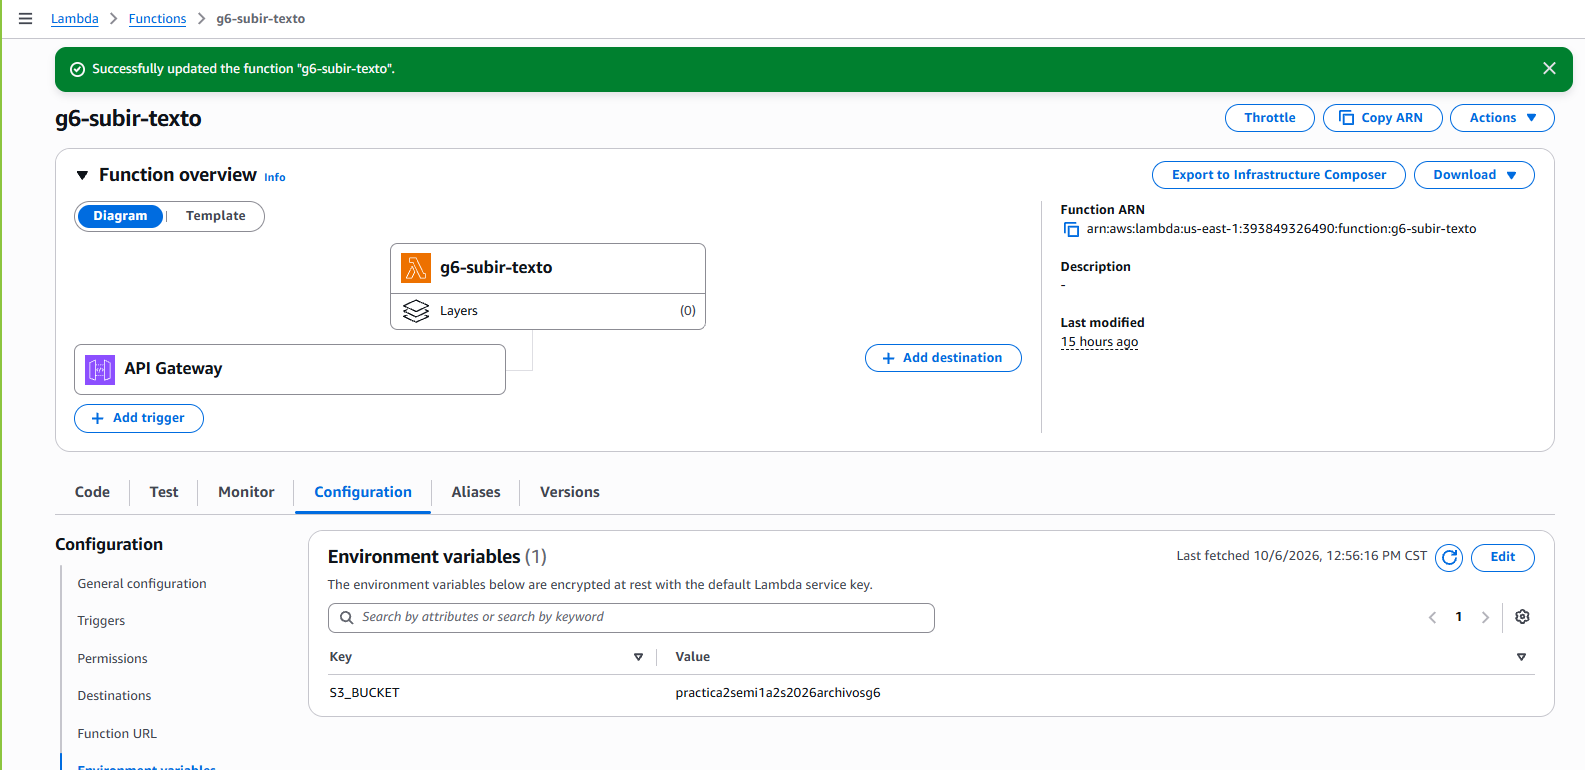 Lambda > Functions > g6-subir-texto
Successfully updated the function "g6-subir-texto".
g6-subir-texto
Throttle
Copy ARN
Actions
Function overview Info
Export to Infrastructure Composer
Download
Diagram
Template
Function ARN
arn:aws:lambda:us-east-1:393849326490:function:g6-subir-texto
g6-subir-texto
Description
-
Layers (0)
Last modified
15 hours ago
API Gateway
Add destination
Add trigger
Code
Test
Monitor
Configuration
Aliases
Versions
Configuration
General configuration
Triggers
Permissions
Destinations
Function URL
Environment variables
Environment variables (1)
Last fetched 10/6/2026, 12:56:16 PM CST
Edit
The environment variables below are encrypted at rest with the default Lambda service key.
Search by attributes or search by keyword
1
Key
Value
S3_BUCKET
practica2semi1a2s2026archivosg6